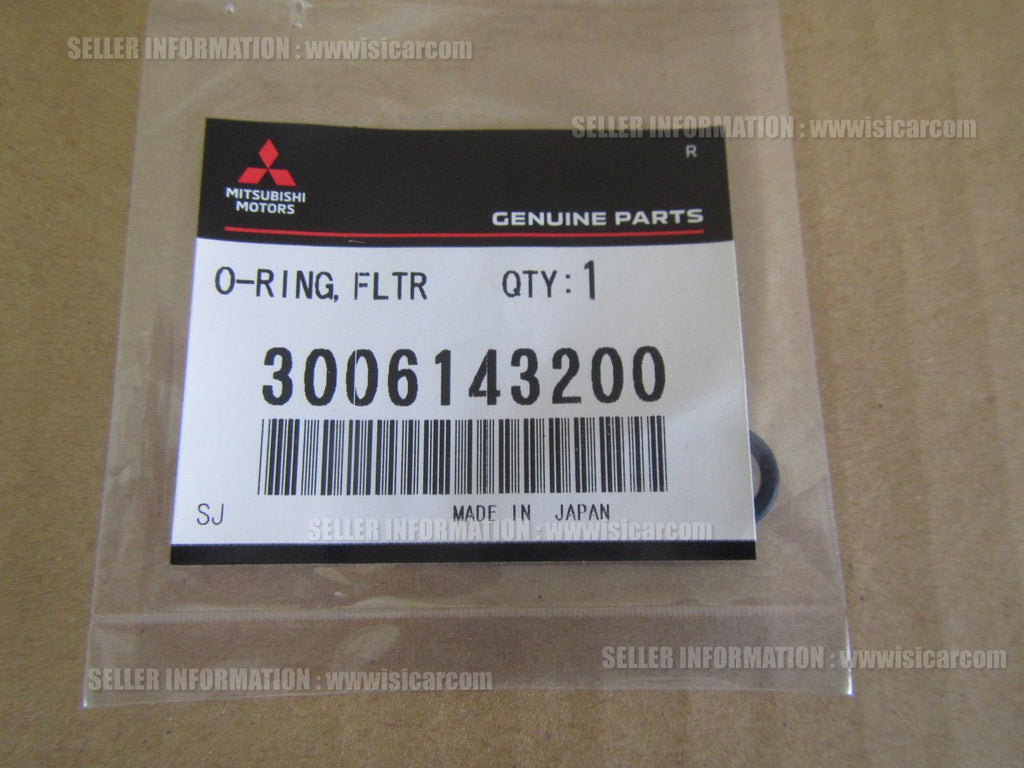 SELLER INFORMATION : wwwisicarcom
SELLER INFORMATION : wwwisicarcom
R
MITSUBISHI
MOTORS
GENUINE PARTS
O-RING, FLTR QTY: 1
3006143200
SJ
MADE IN JAPAN
SELLER INFORMATION : wwwisicarcom
SELLER INFORMATION : wwwisicarcom
SELLER INFORMATION : wwwisicarcom